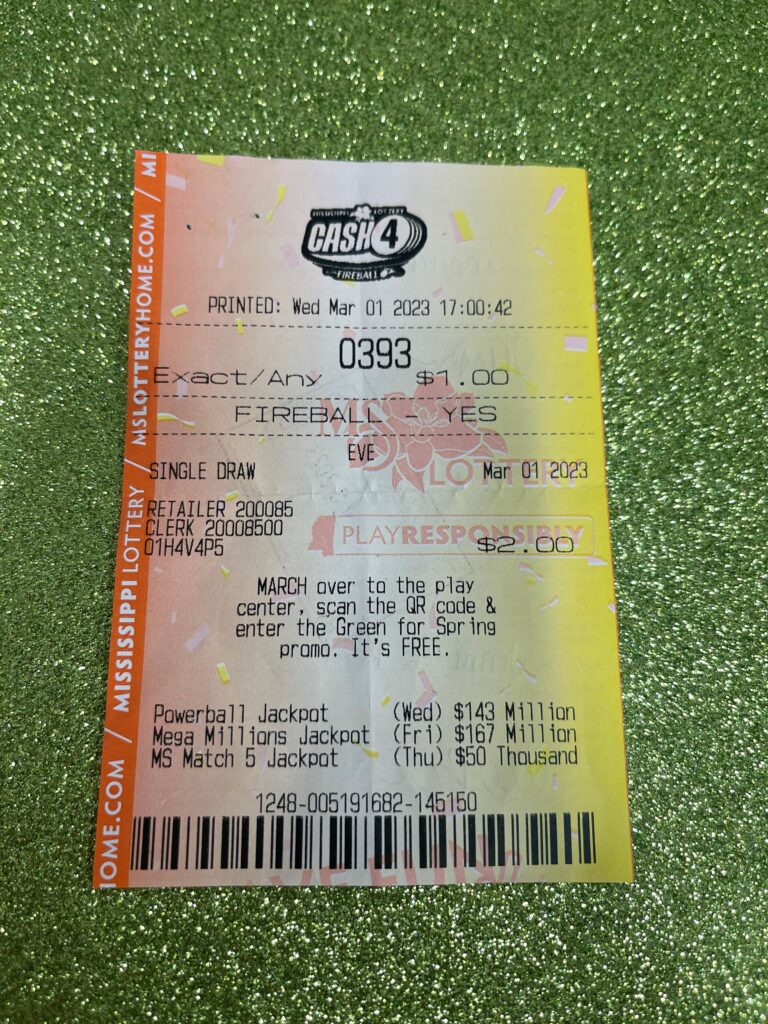 MISSISSIPPI LOTTERY
CASH 4
FIREBALL
PRINTED: Wed Mar 01 2023 17:00:42
0393
Exact/Any $1.00
FIREBALL - YES
EVE
SINGLE DRAW Mar 01 2023
MS LOTTERY
RETAILER 200085
CLERK 20008500
01H4V4P5
PLAYRESPONSIBLY
$2.00
MARCH over to the play
center, scan the QR code &
enter the Green for Spring
promo. It's FREE.
Powerball Jackpot (Wed) $143 Million
Mega Millions Jackpot (Fri) $167 Million
MS Match 5 Jackpot (Thu) $50 Thousand
1248-005191682-145150
OME.COM / MISSISSIPPI LOTTERY / MSLOTTERYHOME.COM / MI